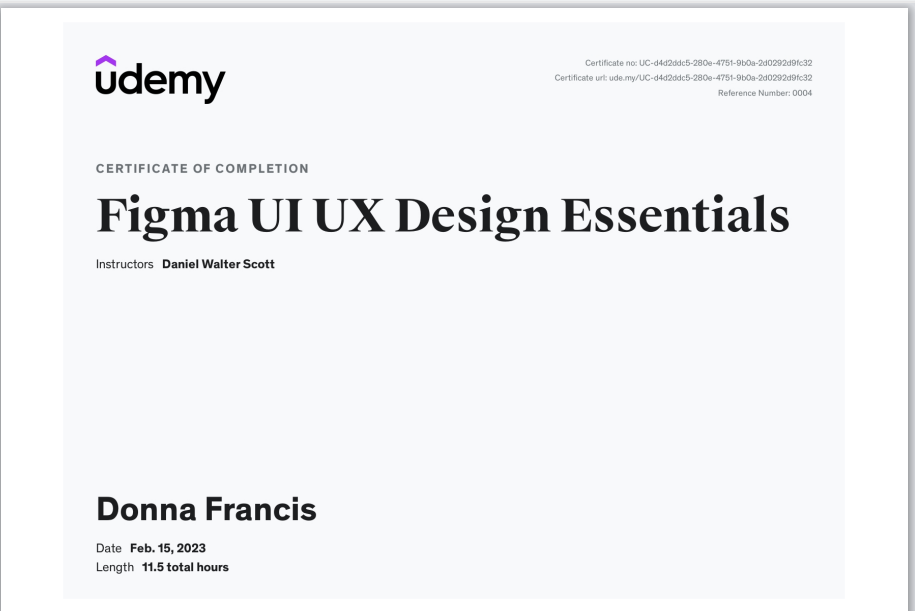 udemy
Certificate no: UC-d4d2ddc5-280e-4751-9b0a-2d0292d9fc32
Certificate url: ude.my/UC-d4d2ddc5-280e-4751-9b0a-2d0292d9fc32
Reference Number: 0004
CERTIFICATE OF COMPLETION
Figma UI UX Design Essentials
Instructors Daniel Walter Scott
Donna Francis
Date Feb. 15, 2023
Length 11.5 total hours